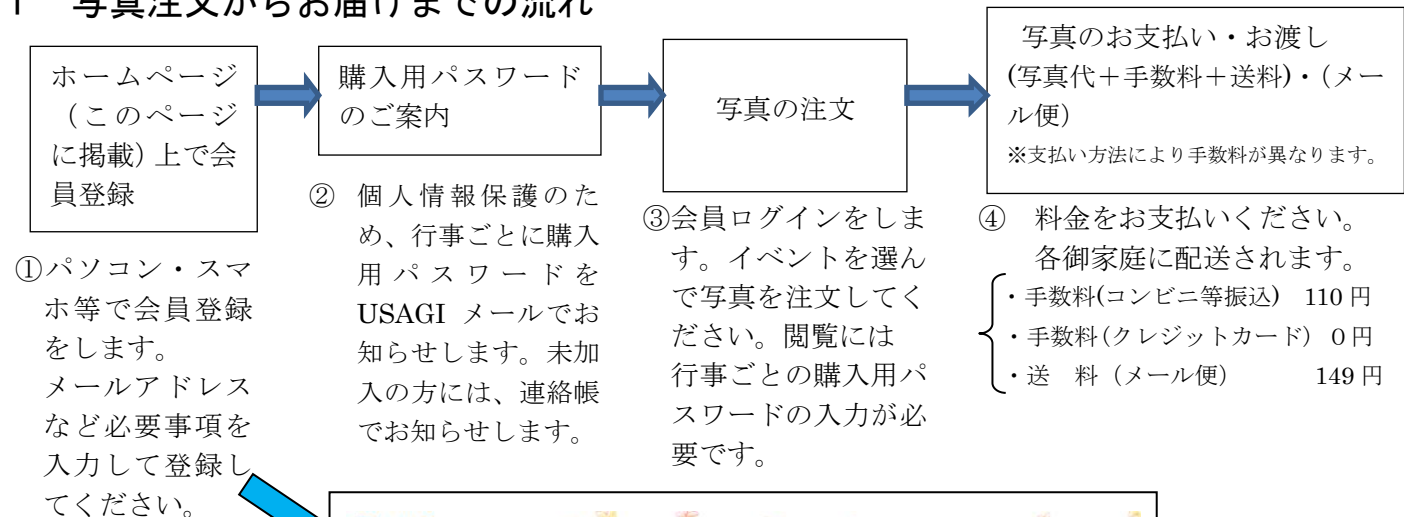 1　写真注文からお届けまでの流れ
ホームページ
（このページ
に掲載）上で会
員登録
購入用パスワード
のご案内
写真の注文
写真のお支払い・お渡し
(写真代＋手数料＋送料)・（メー
ル便）
※支払い方法により手数料が異なります。
①パソコン・スマ
ホ等で会員登録
をします。
メールアドレス
など必要事項を
入力して登録し
てください。
②　個人情報保護のた
め、行事ごとに購入
用パスワードを
USAGI メールでお
知らせします。未加
入の方には、連絡帳
でお知らせします。
③会員ログインをしま
す。イベントを選ん
で写真を注文してく
ださい。閲覧には
行事ごとの購入用パ
スワードの入力が必
要です。
④　料金をお支払いください。
各御家庭に配送されます。
・手数料(コンビニ等振込)　110 円
・手数料（クレジットカード）０円
・送　料（メール便）　149 円